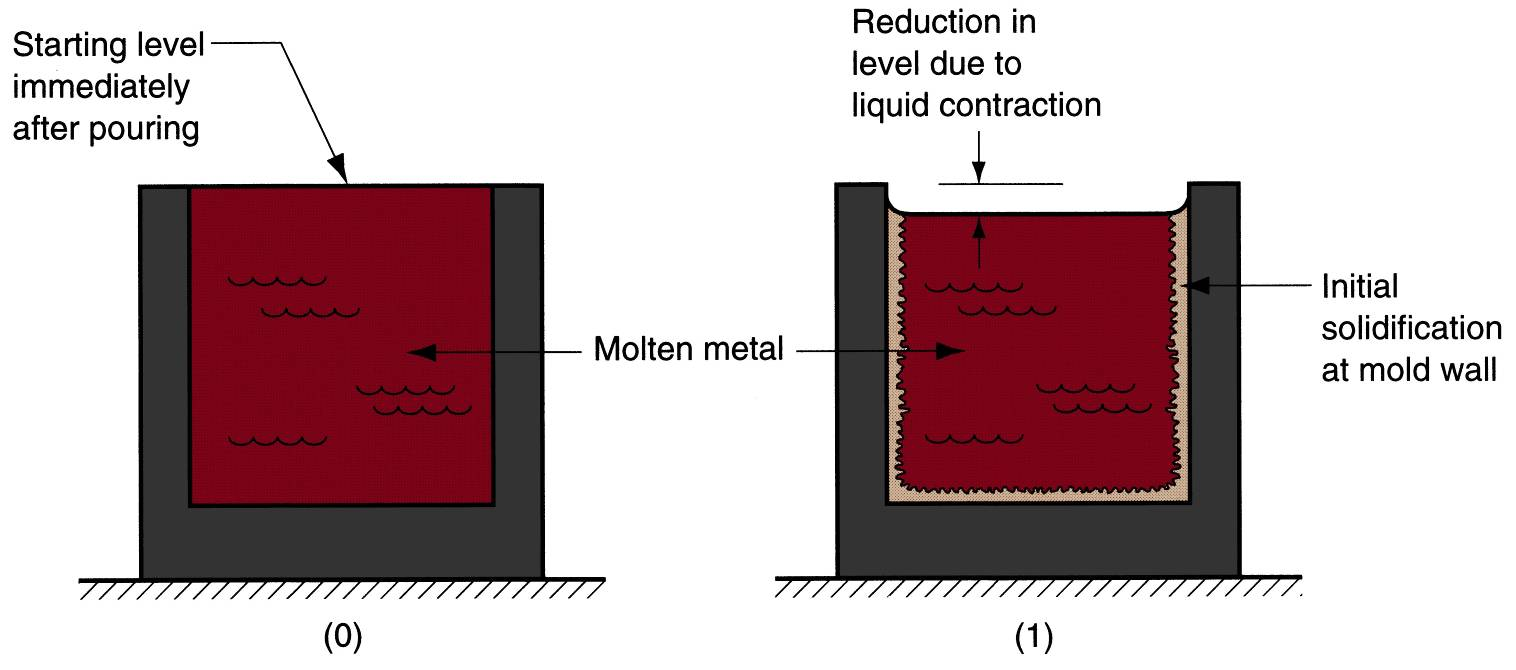 Starting level
immediately
after pouring
Reduction in
level due to
liquid contraction
Molten metal
Initial
solidification
at mold wall
(0)
(1)